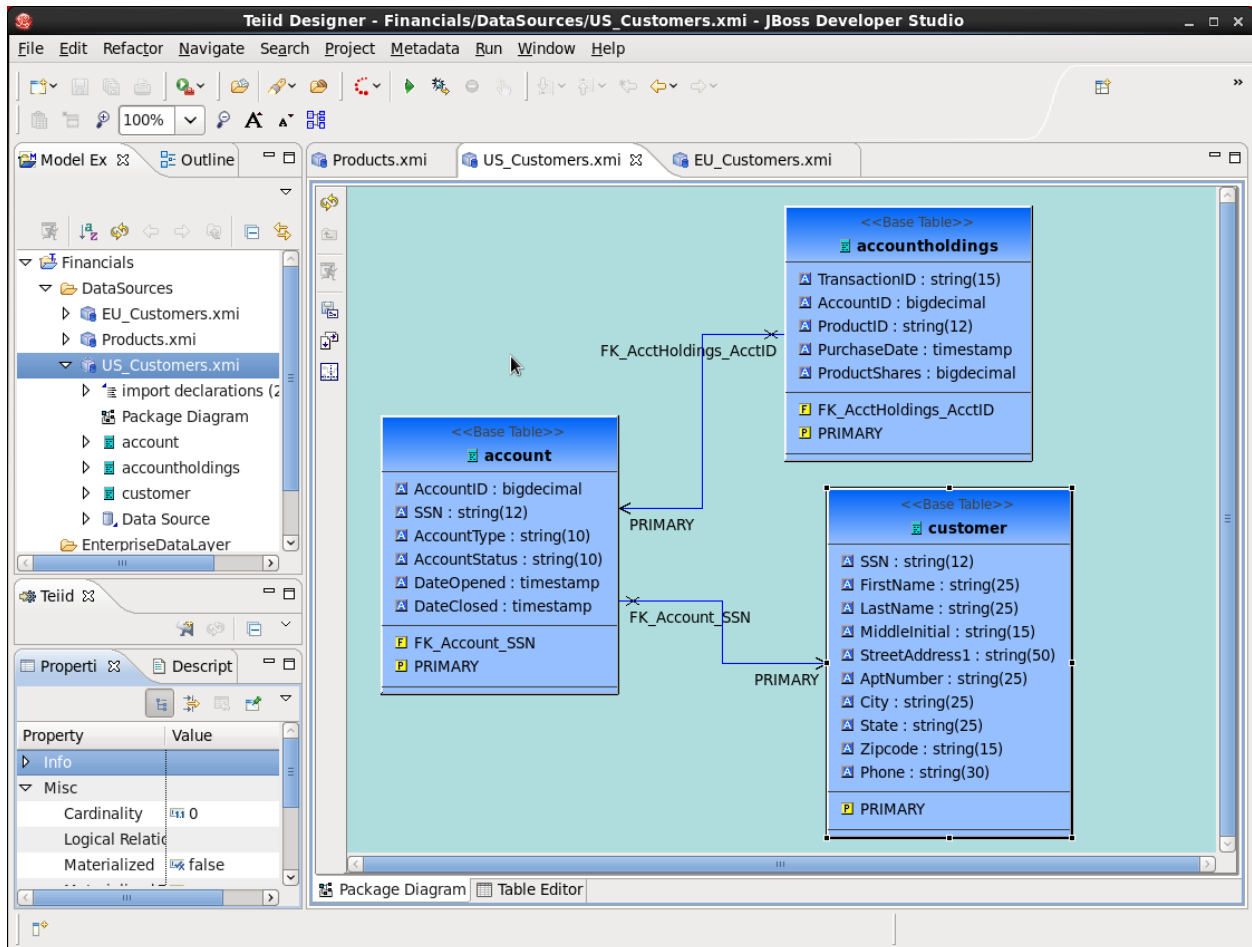 Teiid Designer - Financials/DataSources/US_Customers.xmi - JBoss Developer Studio
File Edit Refactor Navigate Search Project Metadata Run Window Help
100%
A A
Model Ex Outline
Financials
DataSources
EU_Customers.xmi
Products.xmi
US_Customers.xmi
import declarations (2
Package Diagram
account
accountholdings
customer
Data Source
EnterpriseDataLayer
Teiid
Properti Descript
Property Value
Info
Misc
Cardinality 0
Logical Relatic
Materialized false
Products.xmi US_Customers.xmi EU_Customers.xmi
<<Base Table>>
accountholdings
TransactionID : string(15)
AccountID : bigdecimal
ProductID : string(12)
PurchaseDate : timestamp
ProductShares : bigdecimal
FK_AcctHoldings_AcctID
PRIMARY
FK_AcctHoldings_AcctID
PRIMARY
<<Base Table>>
account
AccountID : bigdecimal
SSN : string(12)
AccountType : string(10)
AccountStatus : string(10)
DateOpened : timestamp
DateClosed : timestamp
FK_Account_SSN
PRIMARY
FK_Account_SSN
PRIMARY
<<Base Table>>
customer
SSN : string(12)
FirstName : string(25)
LastName : string(25)
MiddleInitial : string(15)
StreetAddress1 : string(50)
AptNumber : string(25)
City : string(25)
State : string(25)
Zipcode : string(15)
Phone : string(30)
PRIMARY
Package Diagram Table Editor